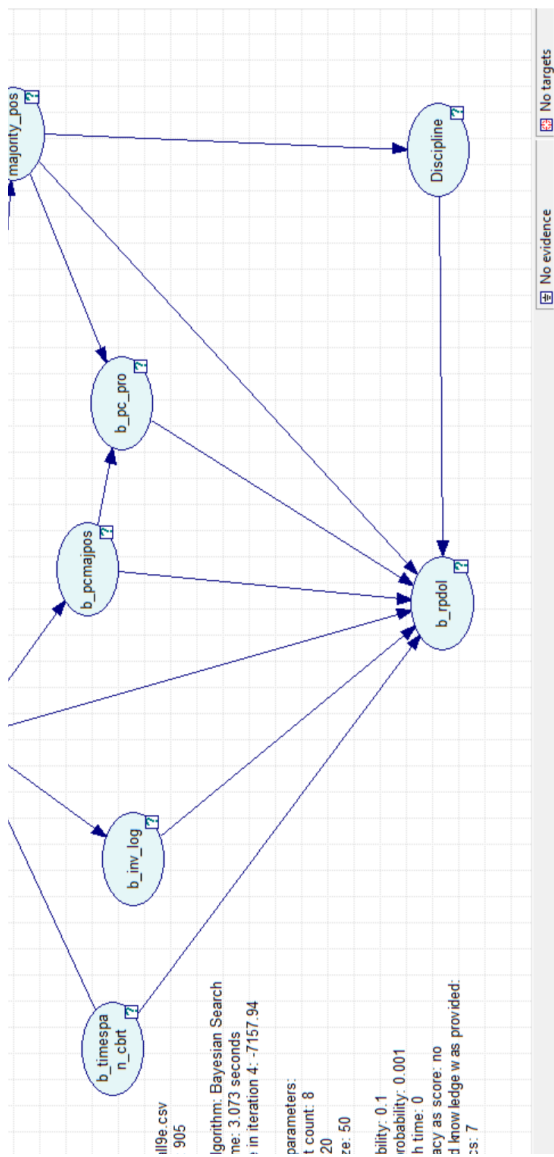 majority_pos
b_pc_pro
b_pcmajpos
b_inv_log
b_timespa
n_cbrt
Discipline
b_rpdol
all9e.csv
905
lgorithm: Bayesian Search
me: 3.073 seconds
e in iteration 4: -7157.94
parameters:
t count: 8
20
ze: 50
bility: 0.1
probability: 0.001
h time: 0
acy as score: no
d knowledge was provided:
cs: 7
No evidence
No targets